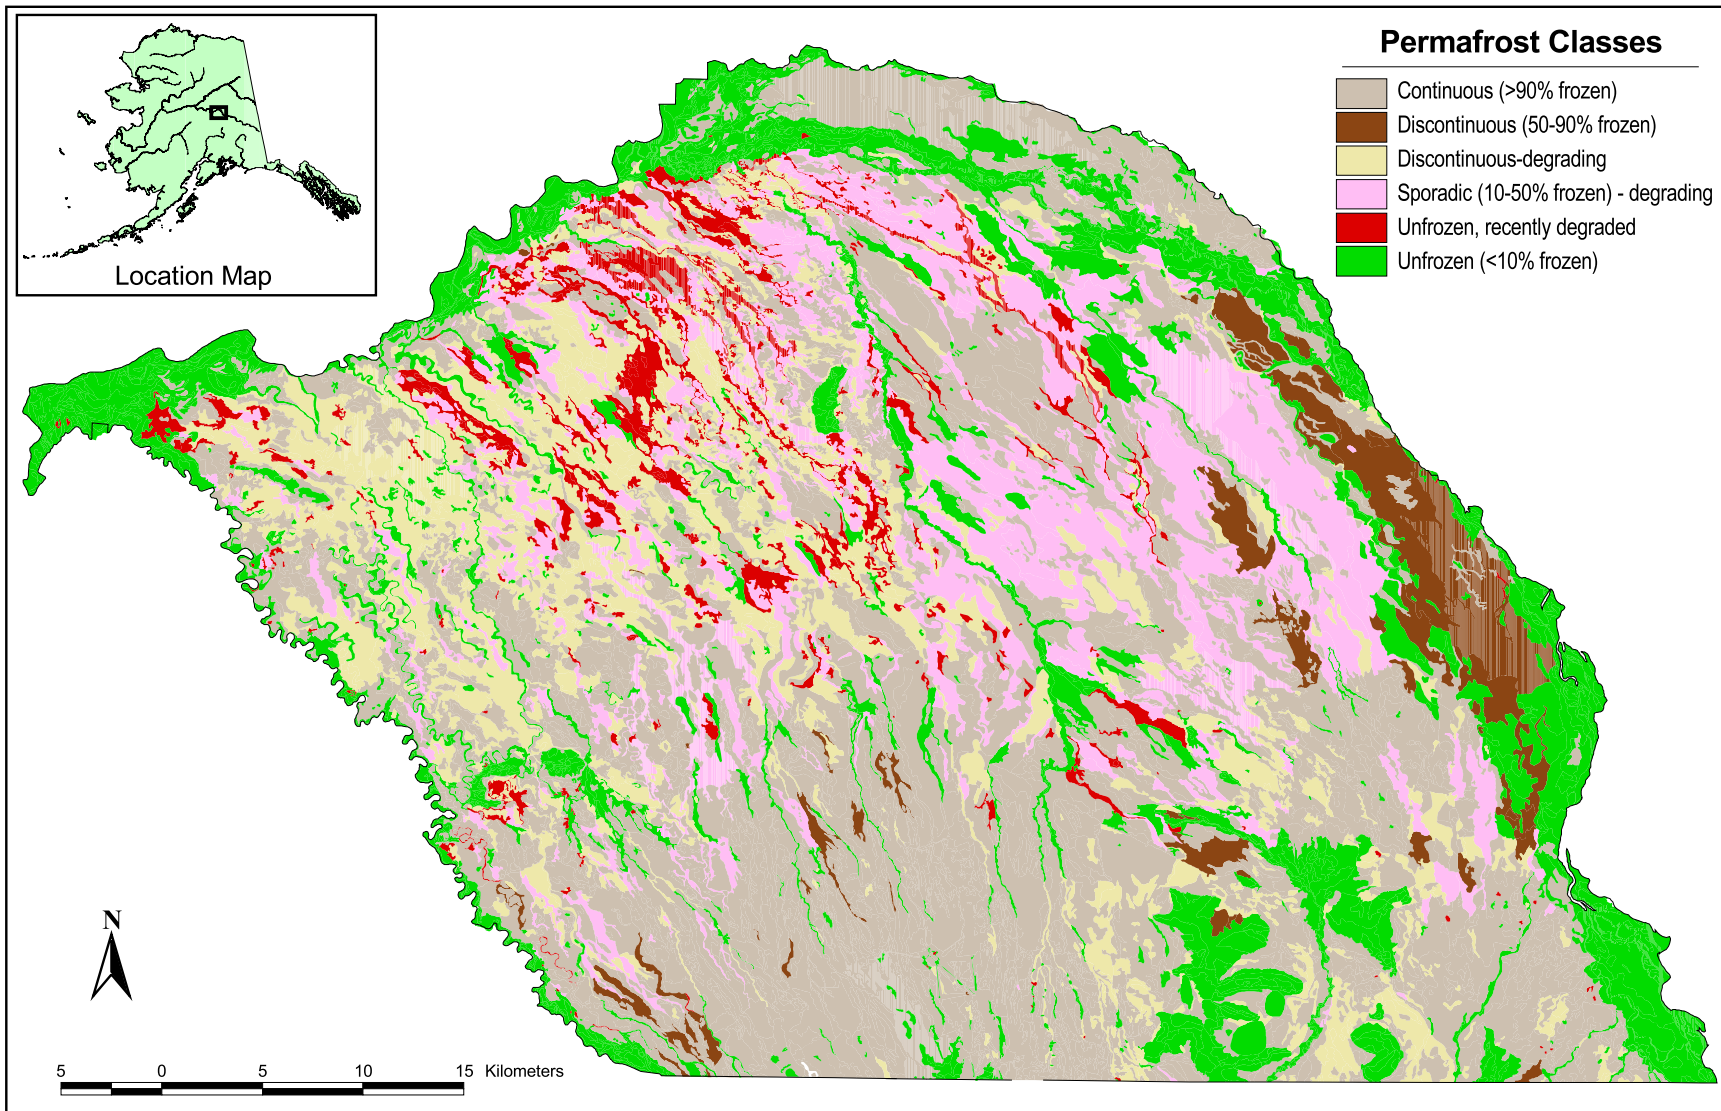 Location Map
Permafrost Classes
Continuous (>90% frozen)
Discontinuous (50-90% frozen)
Discontinuous-degrading
Sporadic (10-50% frozen) - degrading
Unfrozen, recently degraded
Unfrozen (<10% frozen)
N
5 0 5 10 15 Kilometers